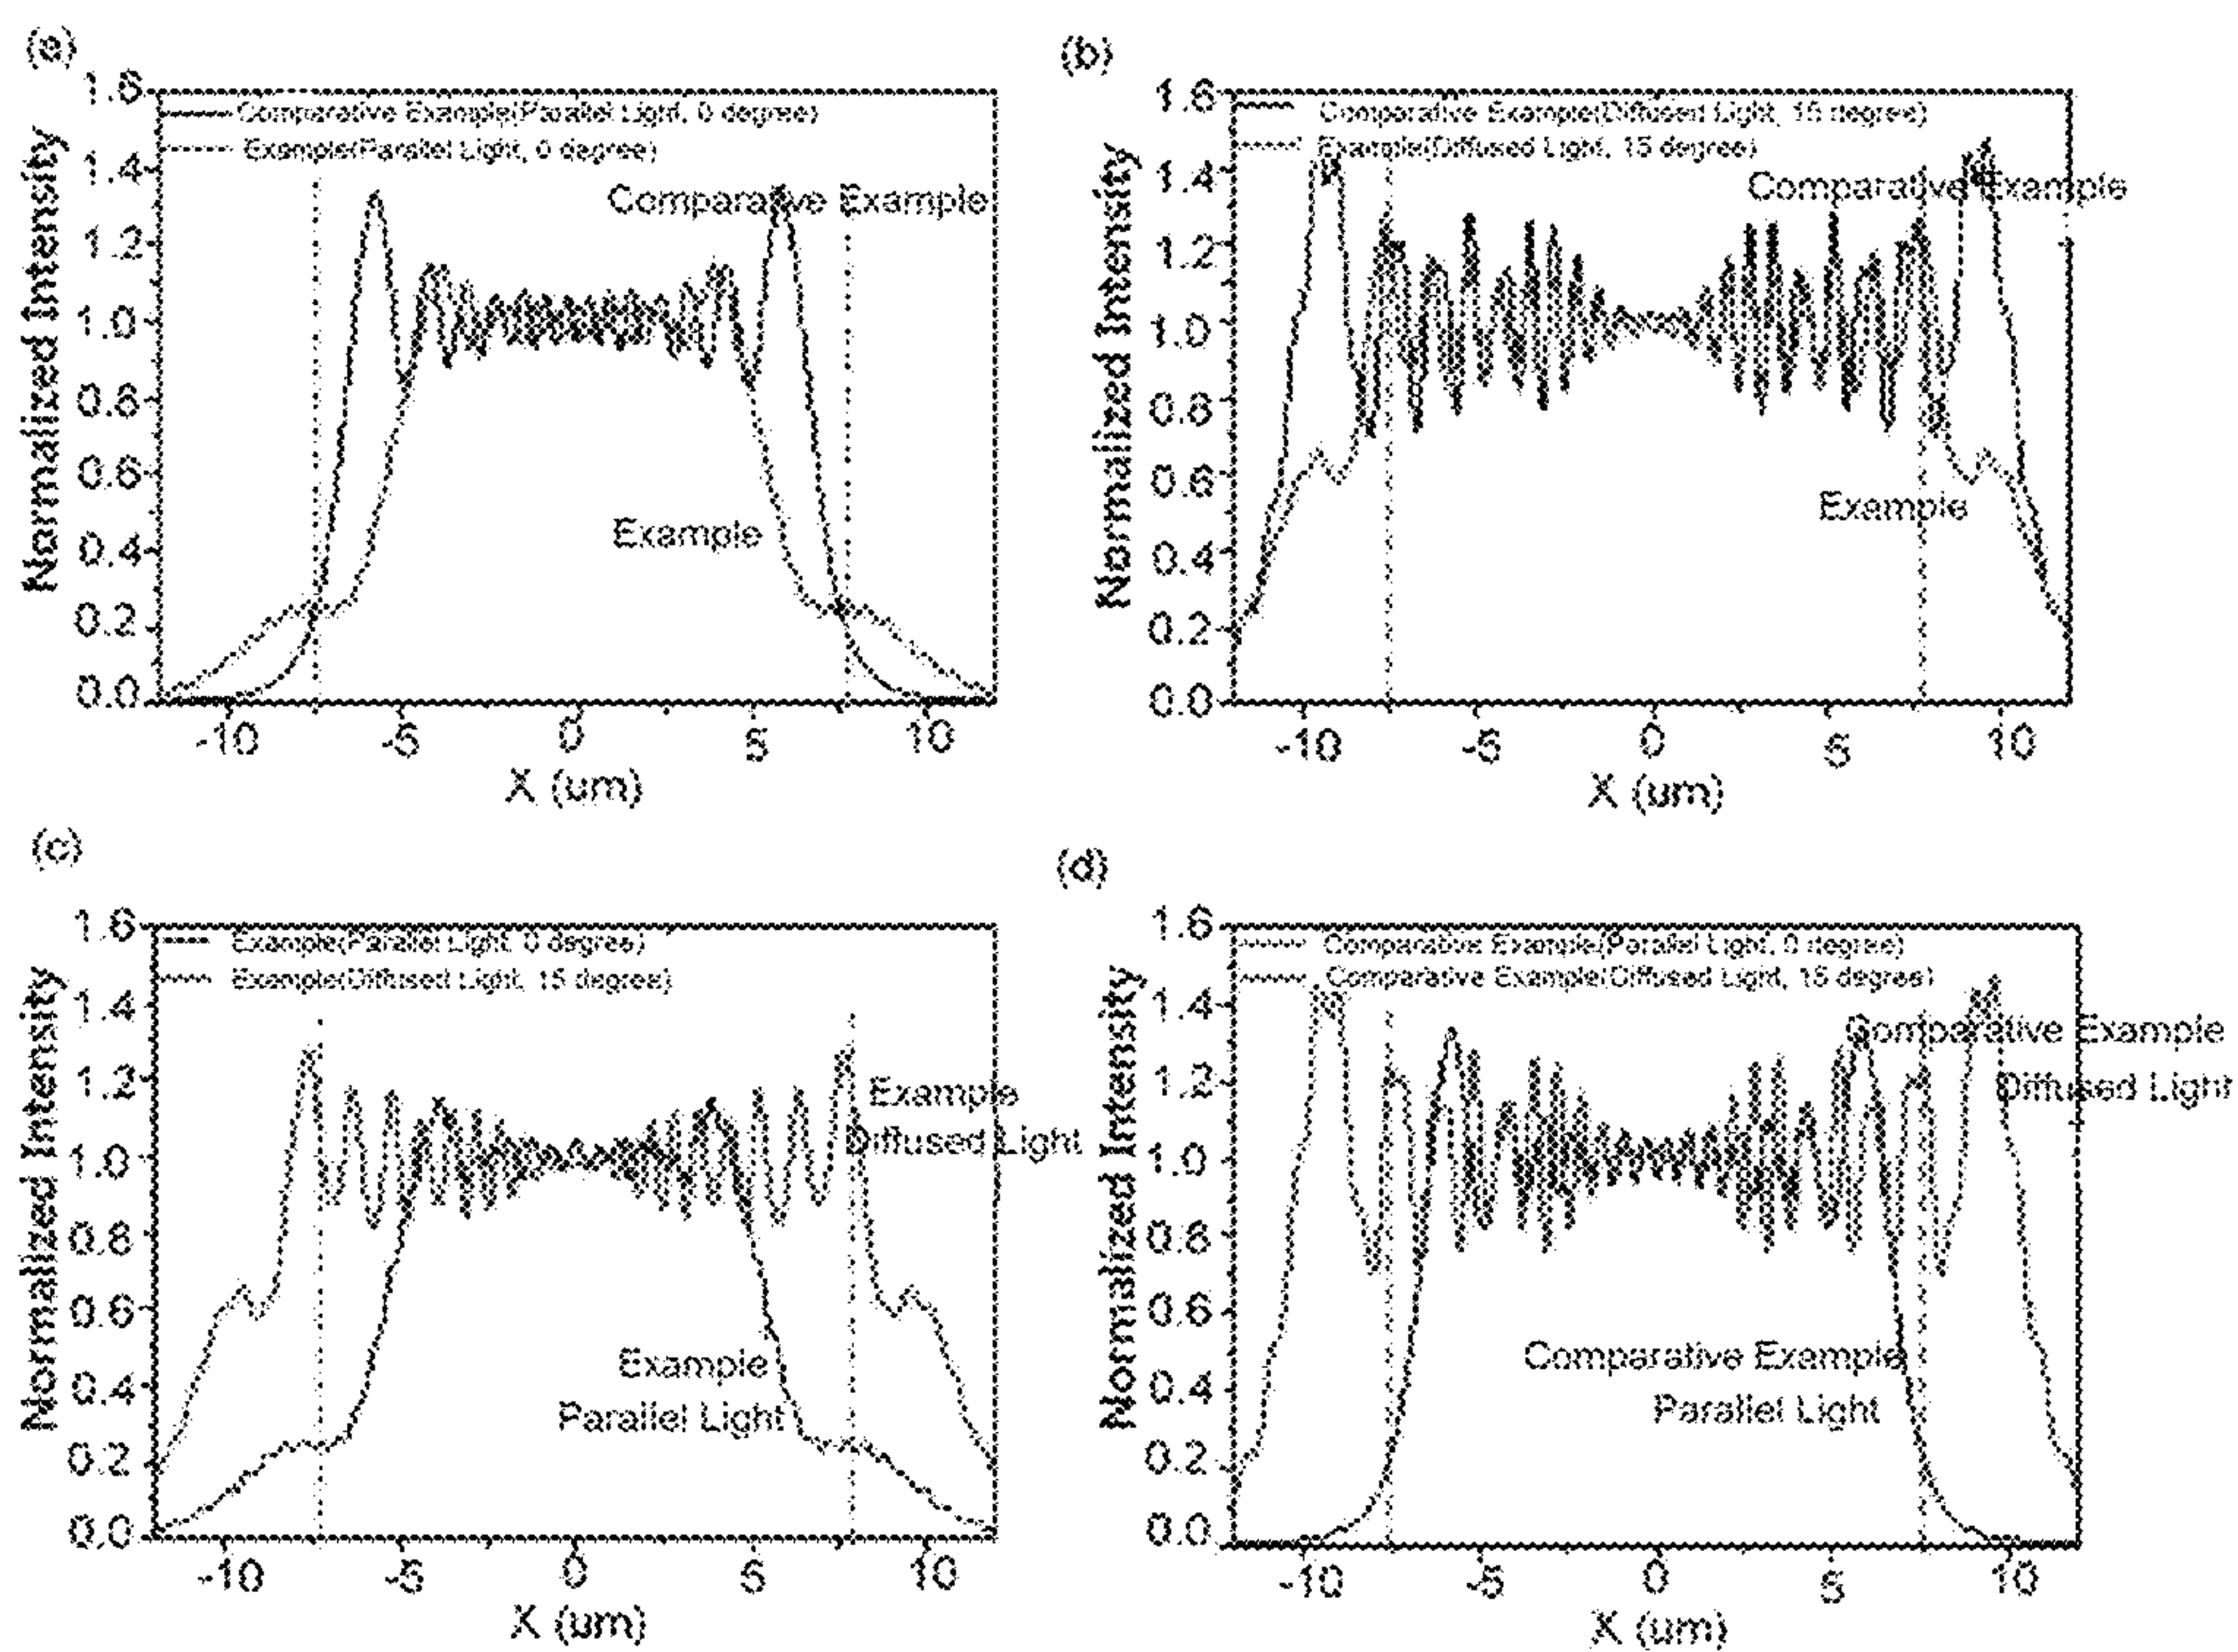 (a)
1.6
1.4
1.2
1.0
0.8
0.6
0.4
0.2
0.0
Normalized Intensity
Comparative Example(Parallel Light, 0 degree)
Example(Parallel Light, 0 degree)
Comparative Example
Example
-10 -5 0 5 10
X (um)
(b)
1.6
1.4
1.2
1.0
0.8
0.6
0.4
0.2
0.0
Normalized Intensity
Comparative Example(Diffused Light, 15 degree)
Example(Diffused Light, 15 degree)
Comparative Example
Example
-10 -5 0 5 10
X (um)
(c)
1.6
1.4
1.2
1.0
0.8
0.6
0.4
0.2
0.0
Normalized Intensity
Example(Parallel Light, 0 degree)
Example(Diffused Light, 15 degree)
Example
Diffused Light
Example
Parallel Light
-10 -5 0 5 10
X (um)
(d)
1.6
1.4
1.2
1.0
0.8
0.6
0.4
0.2
0.0
Normalized Intensity
Comparative Example(Parallel Light, 0 degree)
Comparative Example(Diffused Light, 15 degree)
Comparative Example
Diffused Light
Comparative Example
Parallel Light
-10 -5 0 5 10
X (um)